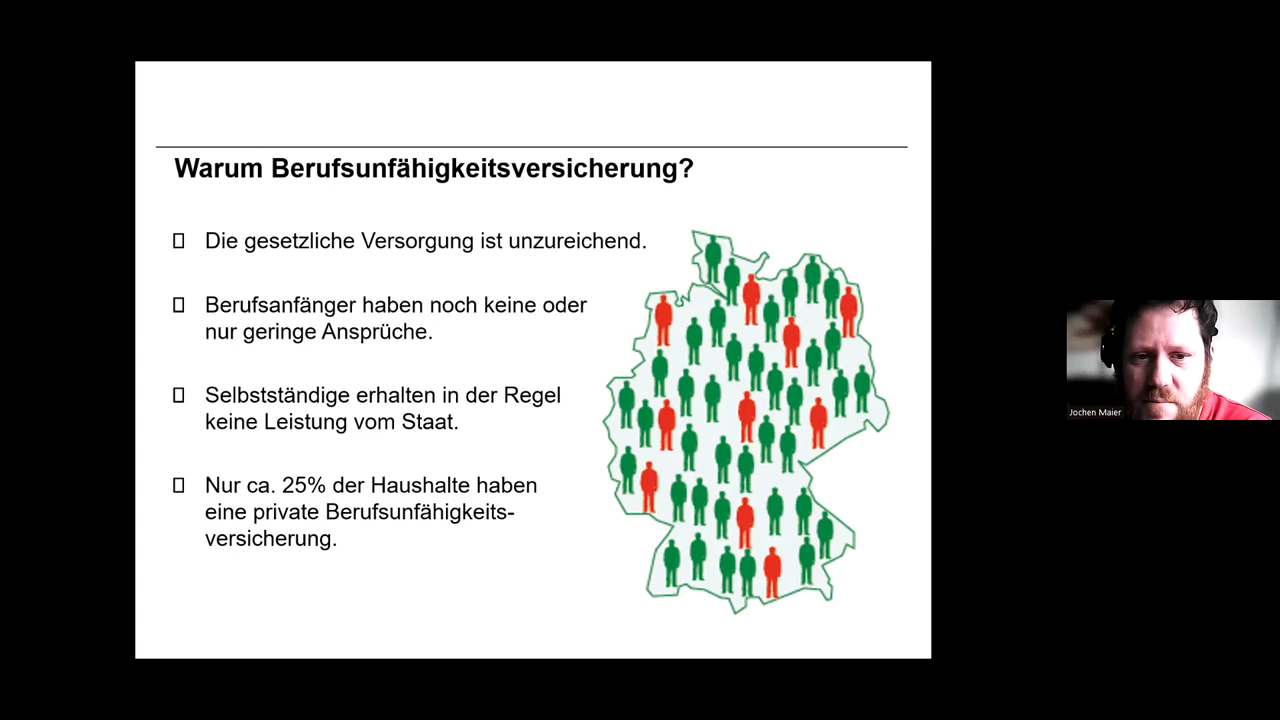 Warum Berufsunfähigkeitsversicherung?
Die gesetzliche Versorgung ist unzureichend.
Berufsanfänger haben noch keine oder
nur geringe Ansprüche.
Selbstständige erhalten in der Regel
keine Leistung vom Staat.
Nur ca. 25% der Haushalte haben
eine private Berufsunfähigkeits-
versicherung.
Jochen Maier